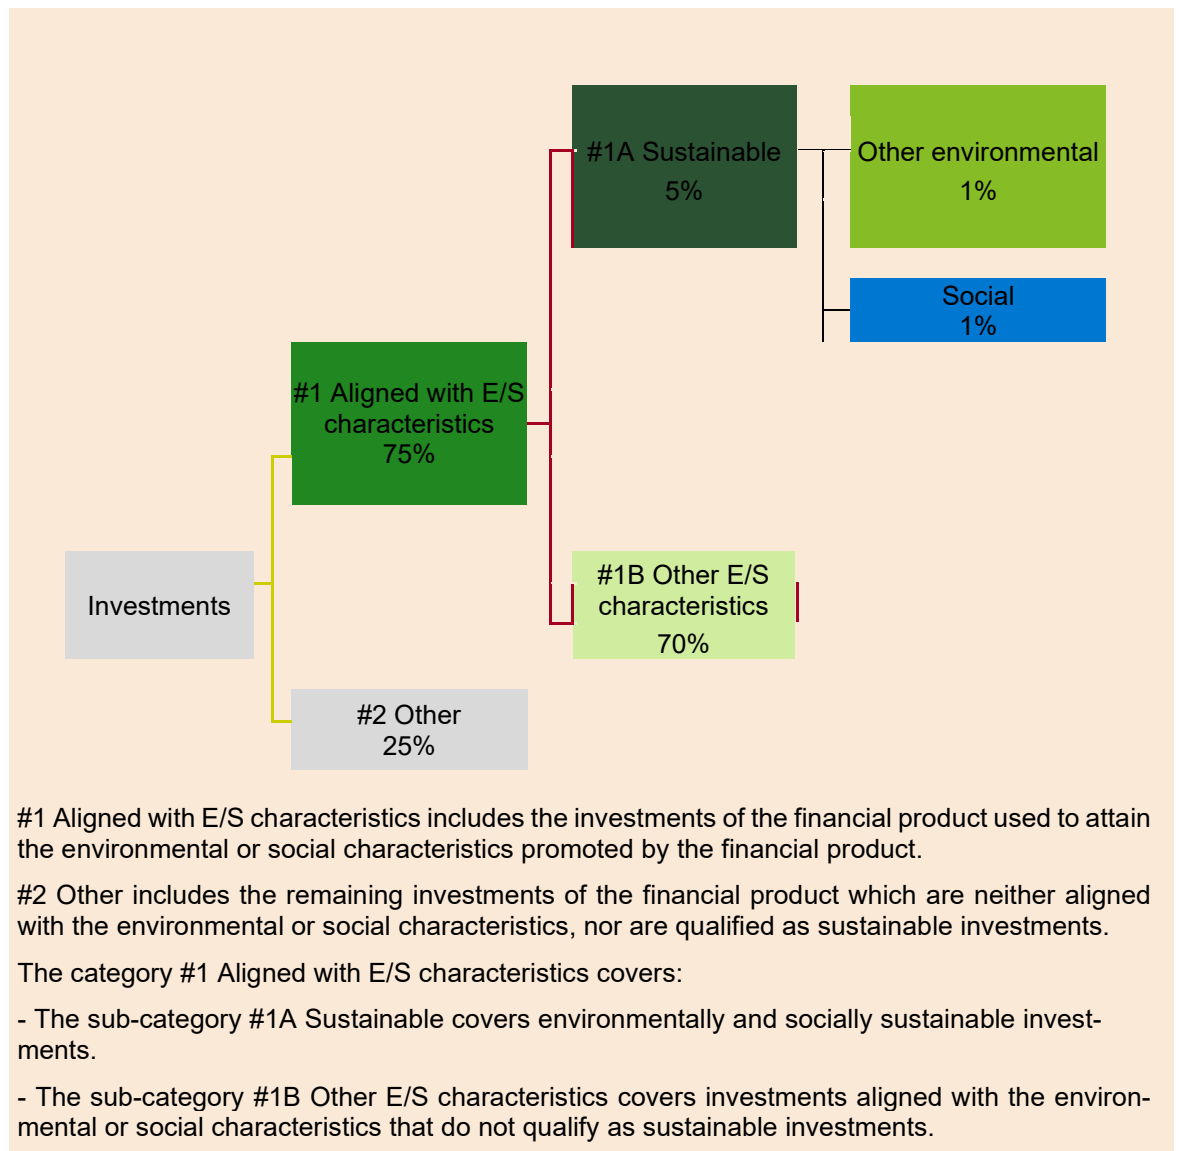 #1A Sustainable
5%
Other environmental
1%
Social
1%
#1 Aligned with E/S
characteristics
75%
#1B Other E/S
characteristics
70%
Investments
#2 Other
25%
#1 Aligned with E/S characteristics includes the investments of the financial product used to attain
the environmental or social characteristics promoted by the financial product.
#2 Other includes the remaining investments of the financial product which are neither aligned
with the environmental or social characteristics, nor are qualified as sustainable investments.
The category #1 Aligned with E/S characteristics covers:
- The sub-category #1A Sustainable covers environmentally and socially sustainable invest-
ments.
- The sub-category #1B Other E/S characteristics covers investments aligned with the environ-
mental or social characteristics that do not qualify as sustainable investments.